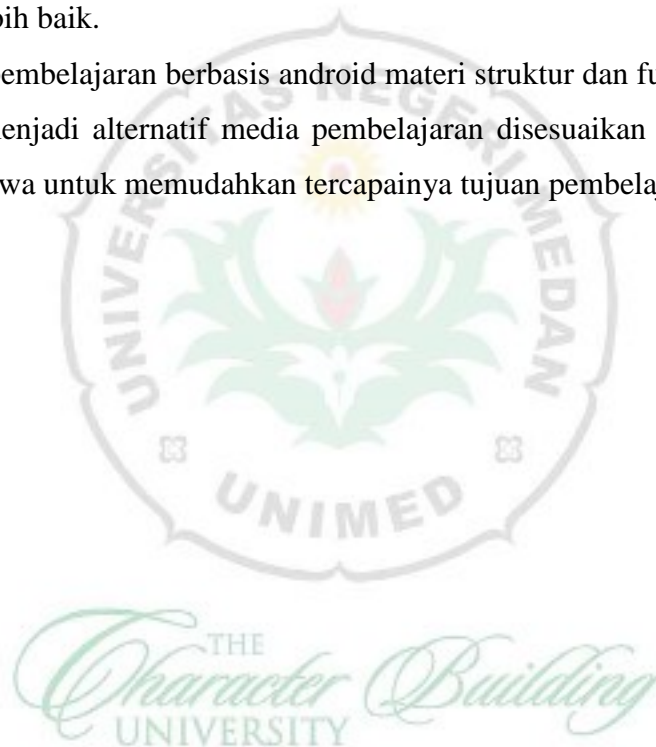 bih baik.
embelajaran berbasis android materi struktur dan fu
enjadi alternatif media pembelajaran disesuaikan
wa untuk memudahkan tercapainya tujuan pembelaj
UNIVERSITAS NEGERI MEDAN
UNIMED
THE
Character Building
UNIVERSITY